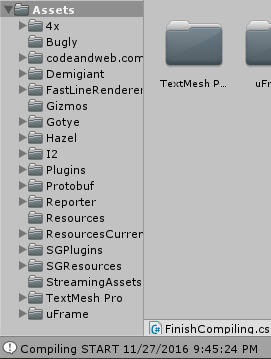 Assets
4x
Bugly
codeandweb.com
Demigiant
FastLineRenderer
Gizmos
Gotye
Hazel
I2
Plugins
Protobuf
Reporter
Resources
ResourcesCurren
SGPlugins
SGResources
StreamingAssets
TextMesh Pro
uFrame
TextMesh P...
uFr
FinishCompiling.cs
Compiling START 11/27/2016 9:45:24 PM